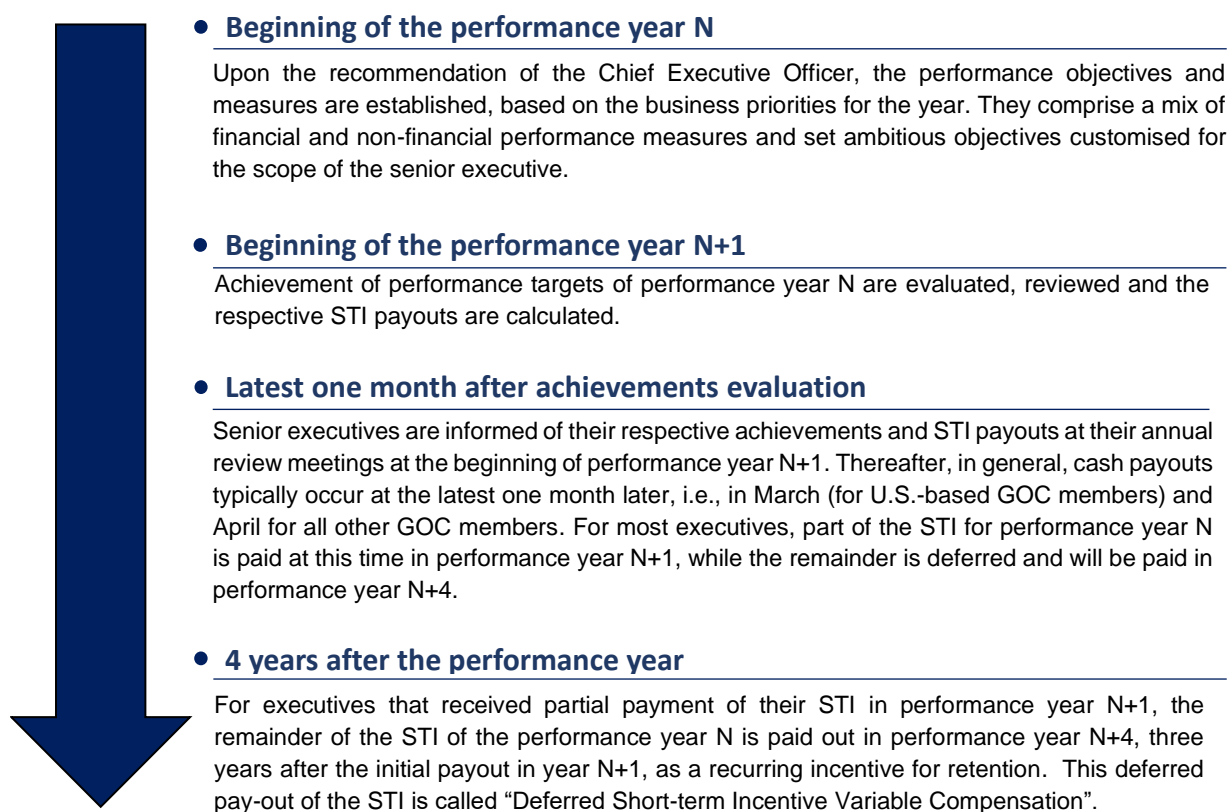 Beginning of the performance year N
Upon the recommendation of the Chief Executive Officer, the performance objectives and
measures are established, based on the business priorities for the year. They comprise a mix of
financial and non-financial performance measures and set ambitious objectives customised for
the scope of the senior executive.
Beginning of the performance year N+1
Achievement of performance targets of performance year N are evaluated, reviewed and the
respective STI payouts are calculated.
Latest one month after achievements evaluation
Senior executives are informed of their respective achievements and STI payouts at their annual
review meetings at the beginning of performance year N+1. Thereafter, in general, cash payouts
typically occur at the latest one month later, i.e., in March (for U.S.-based GOC members) and
April for all other GOC members. For most executives, part of the STI for performance year N
is paid at this time in performance year N+1, while the remainder is deferred and will be paid in
performance year N+4.
4 years after the performance year
For executives that received partial payment of their STI in performance year N+1, the
remainder of the STI of the performance year N is paid out in performance year N+4, three
years after the initial payout in year N+1, as a recurring incentive for retention. This deferred
pay-out of the STI is called “Deferred Short-term Incentive Variable Compensation”.